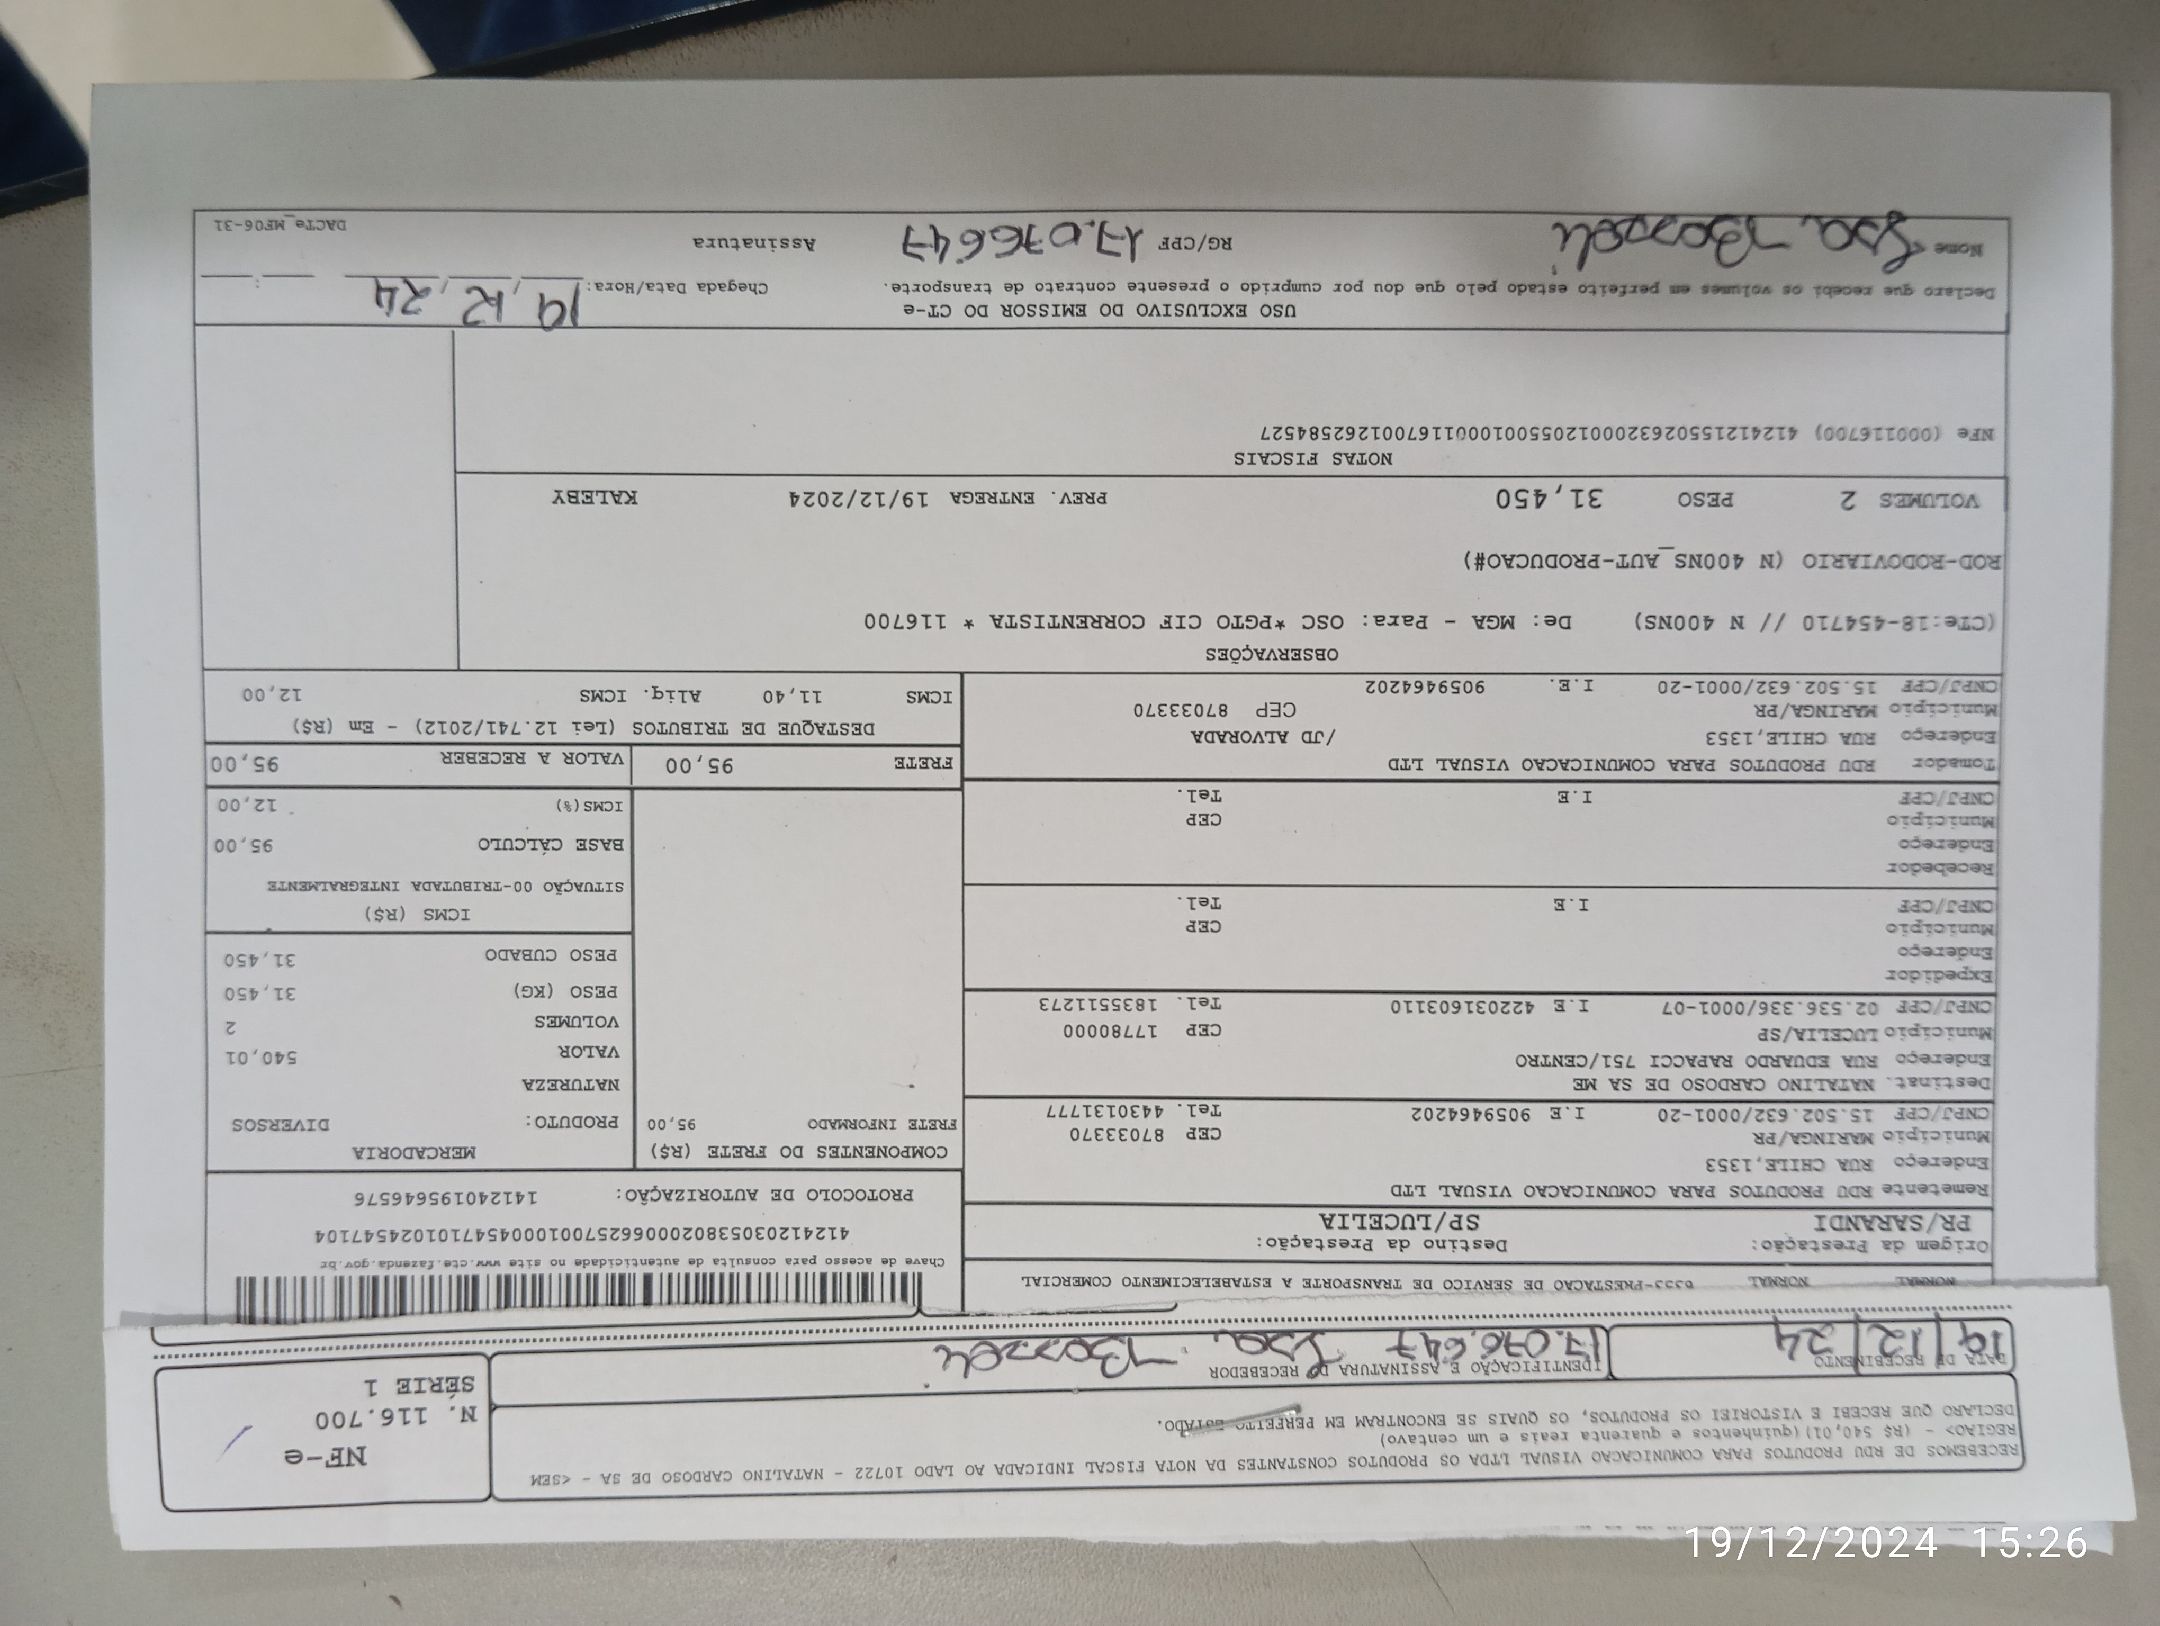 RECEBEMOS DE RDU PRODUTOS PARA COMUNICACAO VISUAL LTDA OS PRODUTOS CONSTANTES DA NOTA FISCAL INDICADA AO LADO 10722 - NATALINO CARDOSO DE SA - <SEM
REGIAO> - (R$ 540,01)(quinhentos e quarenta reais e um centavo)
DECLARO QUE RECEBI E VISTORIEI OS PRODUTOS, OS QUAIS SE ENCONTRAM EM PERFEITO ESTADO.
NF-e
N. 116.700
SÉRIE 1
DATA DE RECEBIMENTO
19/12/24
IDENTIFICAÇÃO E ASSINATURA DO RECEBEDOR
17.076.647
NORMAL NORMAL 6353-PRESTACAO DE SERVICO DE TRANSPORTE A ESTABELECIMENTO COMERCIAL
Origem da Prestação: Destino da Prestação:
PR/SARANDI SP/LUCELIA
Chave de acesso para consulta de autenticidade no site www.cte.fazenda.gov.br
41241203053802000662570010004547101024547104
PROTOCOLO DE AUTORIZAÇÃO: 141240195646576
Remetente RDU PRODUTOS PARA COMUNICACAO VISUAL LTD
Endereço RUA CHILE,1353
Município MARINGA/PR CEP 87033370
CNPJ/CPF 15.502.632/0001-20 I.E 9059464202 Tel. 4430131777
Destinat. NATALINO CARDOSO DE SA ME
Endereço RUA EDUARDO RAPACCI 751/CENTRO
Município LUCELIA/SP CEP 17780000
CNPJ/CPF 02.536.336/0001-07 I.E 422031603110 Tel. 1835511273
Expedidor
Endereço
Município CEP
CNPJ/CPF I.E Tel.
Recebedor
Endereço
Município CEP
CNPJ/CPF I.E Tel.
Tomador RDU PRODUTOS PARA COMUNICACAO VISUAL LTD
Endereço RUA CHILE,1353 /JD ALVORADA
Município MARINGA/PR CEP 87033370
CNPJ/CPF 15.502.632/0001-20 I.E. 9059464202
COMPONENTES DO FRETE (R$)
FRETE INFORMADO 95,00
MERCADORIA
PRODUTO: DIVERSOS
NATUREZA
VALOR 540,01
VOLUMES 2
PESO (KG) 31,450
PESO CUBADO 31,450
ICMS (R$)
SITUAÇÃO 00-TRIBUTADA INTEGRALMENTE
BASE CÁLCULO 95,00
ICMS(%) 12,00
FRETE 95,00 VALOR A RECEBER 95,00
DESTAQUE DE TRIBUTOS (Lei 12.741/2012) - Em (R$)
ICMS 11,40 Aliq. ICMS 12,00
OBSERVAÇÕES
(CTe:18-454710 // N 400NS) De: MGA - Para: OSC *PGTO CIF CORRENTISTA * 116700
ROD-RODOVIARIO (N 400NS_AUT-PRODUCAO#)
VOLUMES 2 PESO 31,450 PREV. ENTREGA 19/12/2024 KALEBY
NOTAS FISCAIS
NFe (000116700) 41241215502632000120550010001167001262584527
USO EXCLUSIVO DO EMISSOR DO CT-e
Declaro que recebi os volumes em perfeito estado pelo que dou por cumprido o presente contrato de transporte.
Chegada Data/Hora: 19,12,24 :
Nome RG/CPF 17.076647 Assinatura
DACTe_MF06-31
19/12/2024 15:26